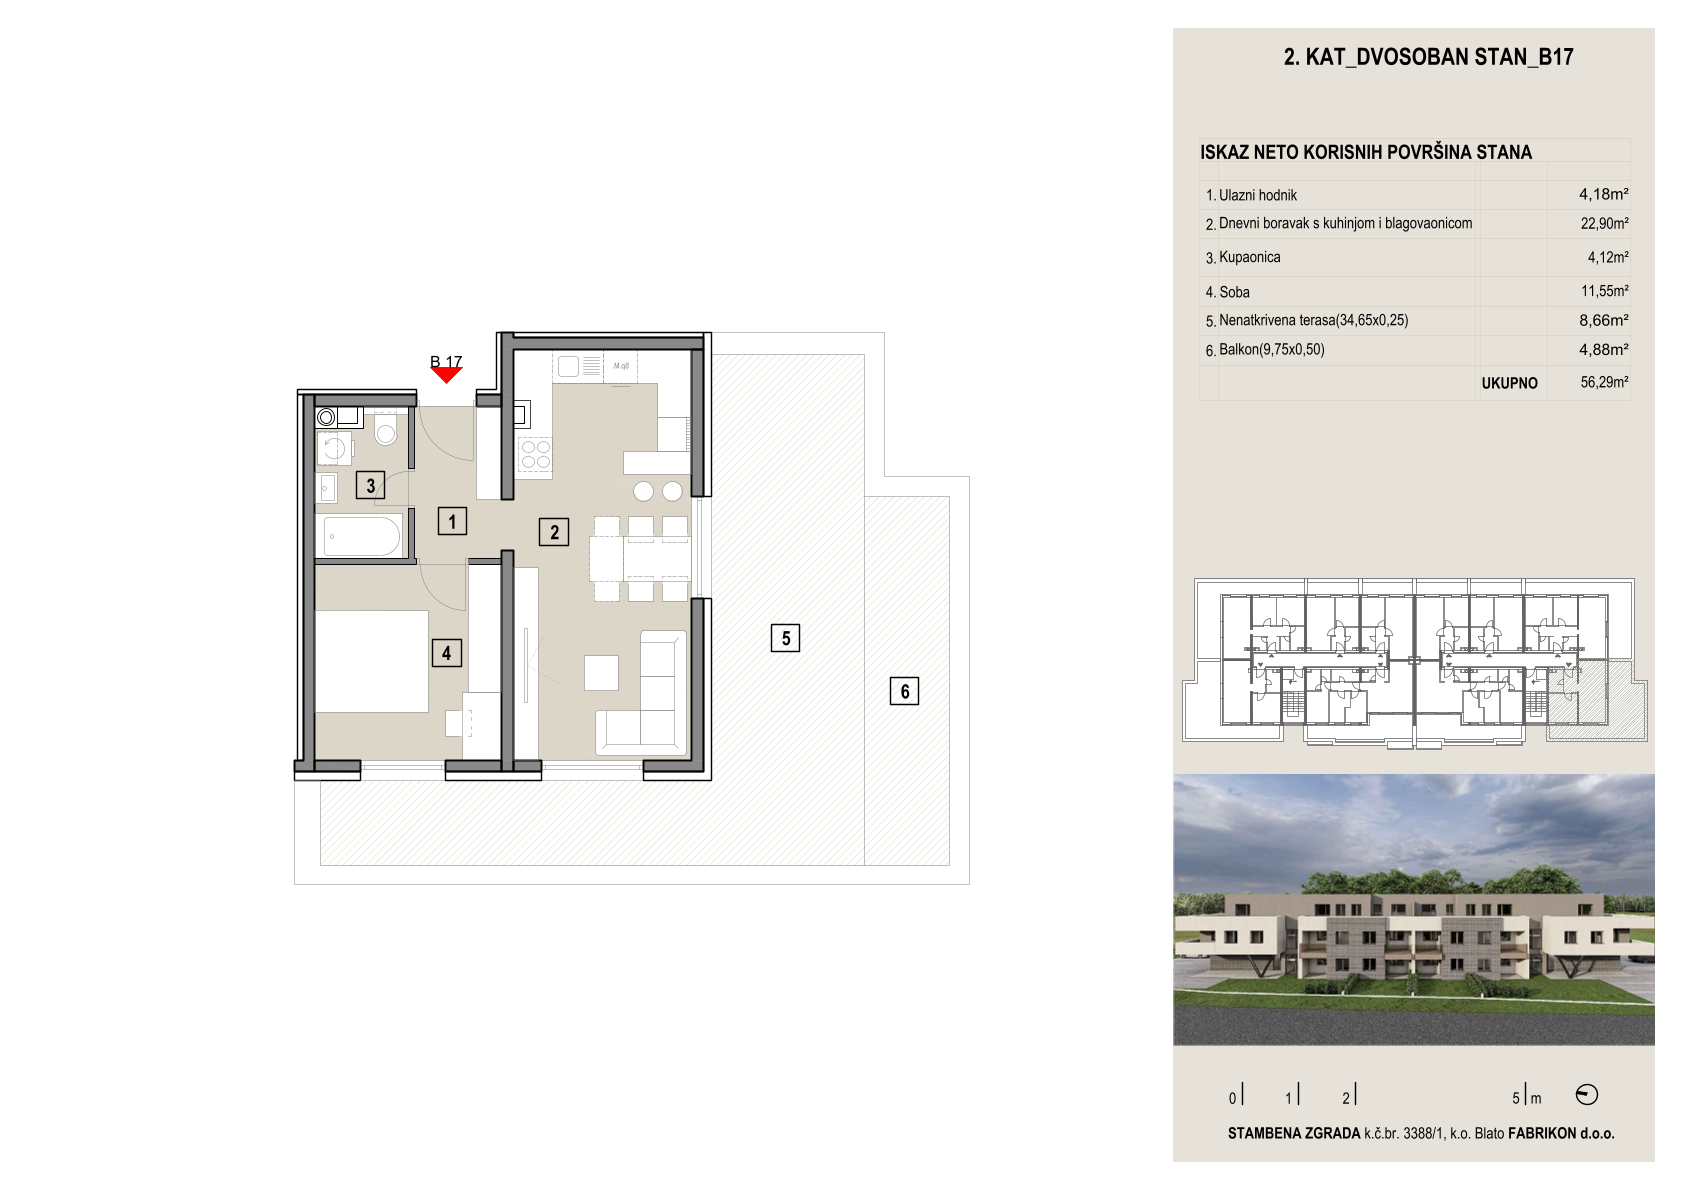 2. KAT_DVOSOBAN STAN_B17
ISKAZ NETO KORISNIH POVRŠINA STANA
1. Ulazni hodnik 4,18m²
2. Dnevni boravak s kuhinjom i blagovaonicom 22,90m²
3. Kupaonica 4,12m²
4. Soba 11,55m²
5. Nenatkrivena terasa(34,65x0,25) 8,66m²
6. Balkon(9,75x0,50) 4,88m²
UKUPNO 56,29m²
B 17
Sp.M.
3
1
2
4
5
6
0 1 2 5 m
STAMBENA ZGRADA k.č.br. 3388/1, k.o. Blato FABRIKON d.o.o.